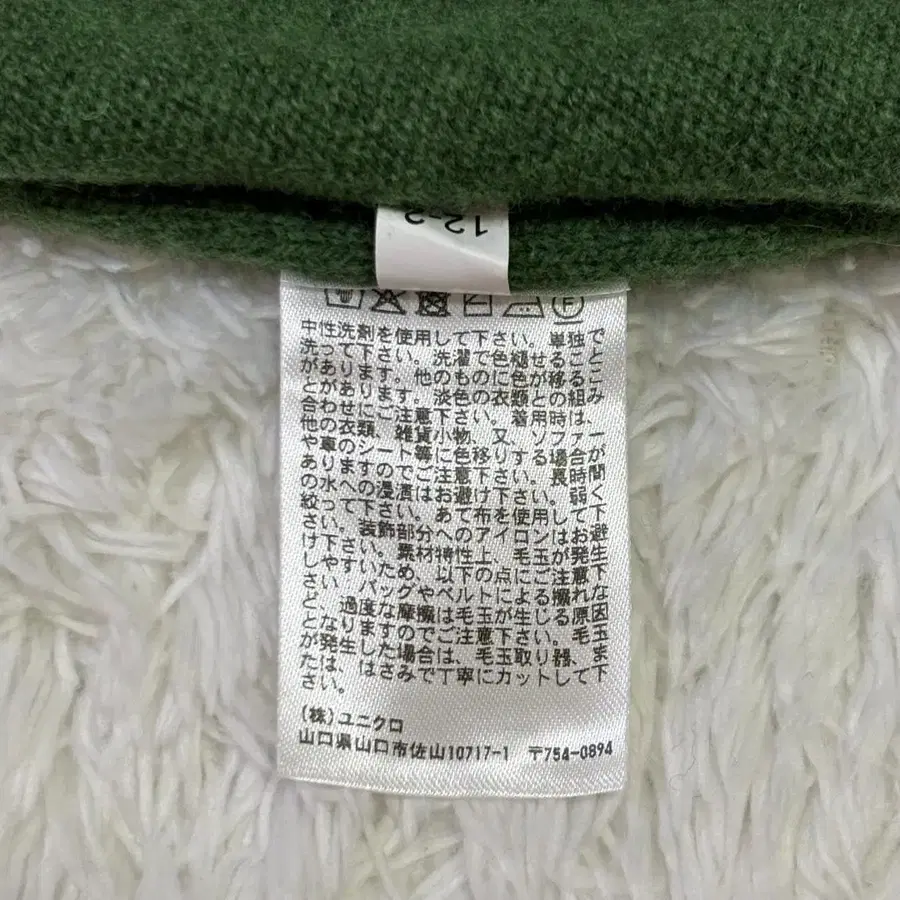 12-2
中性洗剤を使用して下さい。単独で
洗って下さい。洗濯で色褪せること
があります。他のものに色が移るこ
とがあります。淡色の衣類との組み
合わせにご注意下さい。着用時は、
他の衣類、雑貨小物、又、ソファー
や車のシート等に色移りする場合が
ありますのでご注意下さい。長時間
の水への浸漬はお避け下さい。弱く
絞って下さい。あて布を使用して下
さい。装飾部分へのアイロンはお避
け下さい。素材特性上、毛玉が発生
しやすいため、以下の点にご注意下
さい バッグやベルトによる擦れな
ど、過度な摩擦は毛玉が生じる原因
となりますのでご注意下さい。毛玉
が発生した場合は、毛玉取り器、ま
たは、はさみで丁寧にカットして下
さい。
(株)ユニクロ
山口県山口市佐山10717-1 〒754-0894